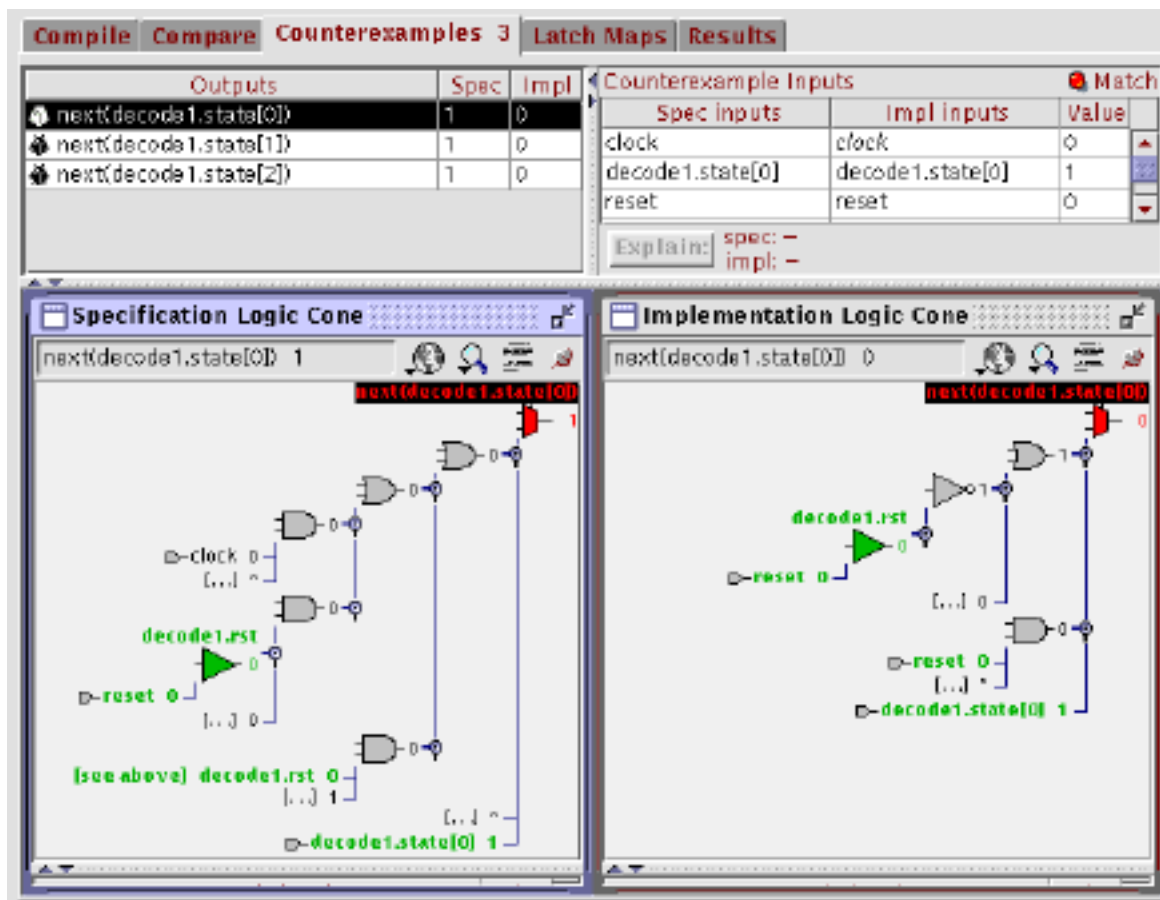 Compile Compare Counterexamples 3 Latch Maps Results
Outputs Spec Impl
next(decode1.state[0]) 1 0
next(decode1.state[1]) 1 0
next(decode1.state[2]) 1 0
Counterexample Inputs Match
Spec inputs Impl inputs Value
clock clock 0
decode1.state[0] decode1.state[0] 1
reset reset 0
Explain: spec: –
impl: –
Specification Logic Cone
next(decode1.state[0]) 1
next(decode1.state[0])
1
0
0
0
clock 0
[...] ^
0
decode1.rst
0
reset 0
[...] 0
0
[see above] decode1.rst 0
[...] 1
[...] ^
decode1.state[0] 1
Implementation Logic Cone
next(decode1.state[0]) 0
next(decode1.state[0])
0
1
1
decode1.rst
0
reset 0
[...] 0
0
reset 0
[...] ^
decode1.state[0] 1